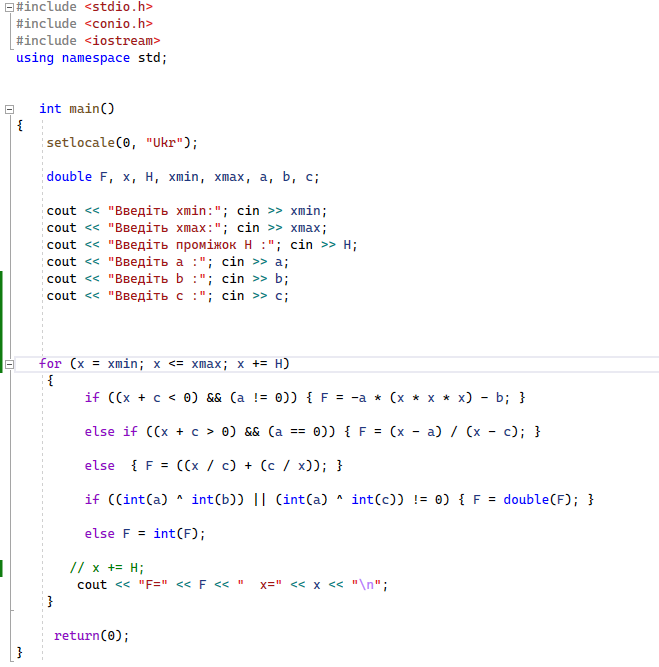 #include <stdio.h>
#include <conio.h>
#include <iostream>
using namespace std;
int main()
{
setlocale(0, "Ukr");
double F, x, H, xmin, xmax, a, b, c;
cout << "Введіть xmin:"; cin >> xmin;
cout << "Введіть xmax:"; cin >> xmax;
cout << "Введіть проміжок H :"; cin >> H;
cout << "Введіть a :"; cin >> a;
cout << "Введіть b :"; cin >> b;
cout << "Введіть c :"; cin >> c;
for (x = xmin; x <= xmax; x += H)
{
if ((x + c < 0) && (a != 0)) { F = -a * (x * x * x) - b; }
else if ((x + c > 0) && (a == 0)) { F = (x - a) / (x - c); }
else  { F = ((x / c) + (c / x)); }
if ((int(a) ^ int(b)) || (int(a) ^ int(c)) != 0) { F = double(F); }
else F = int(F);
// x += H;
cout << "F=" << F << "  x=" << x << "\n";
}
return(0);
}